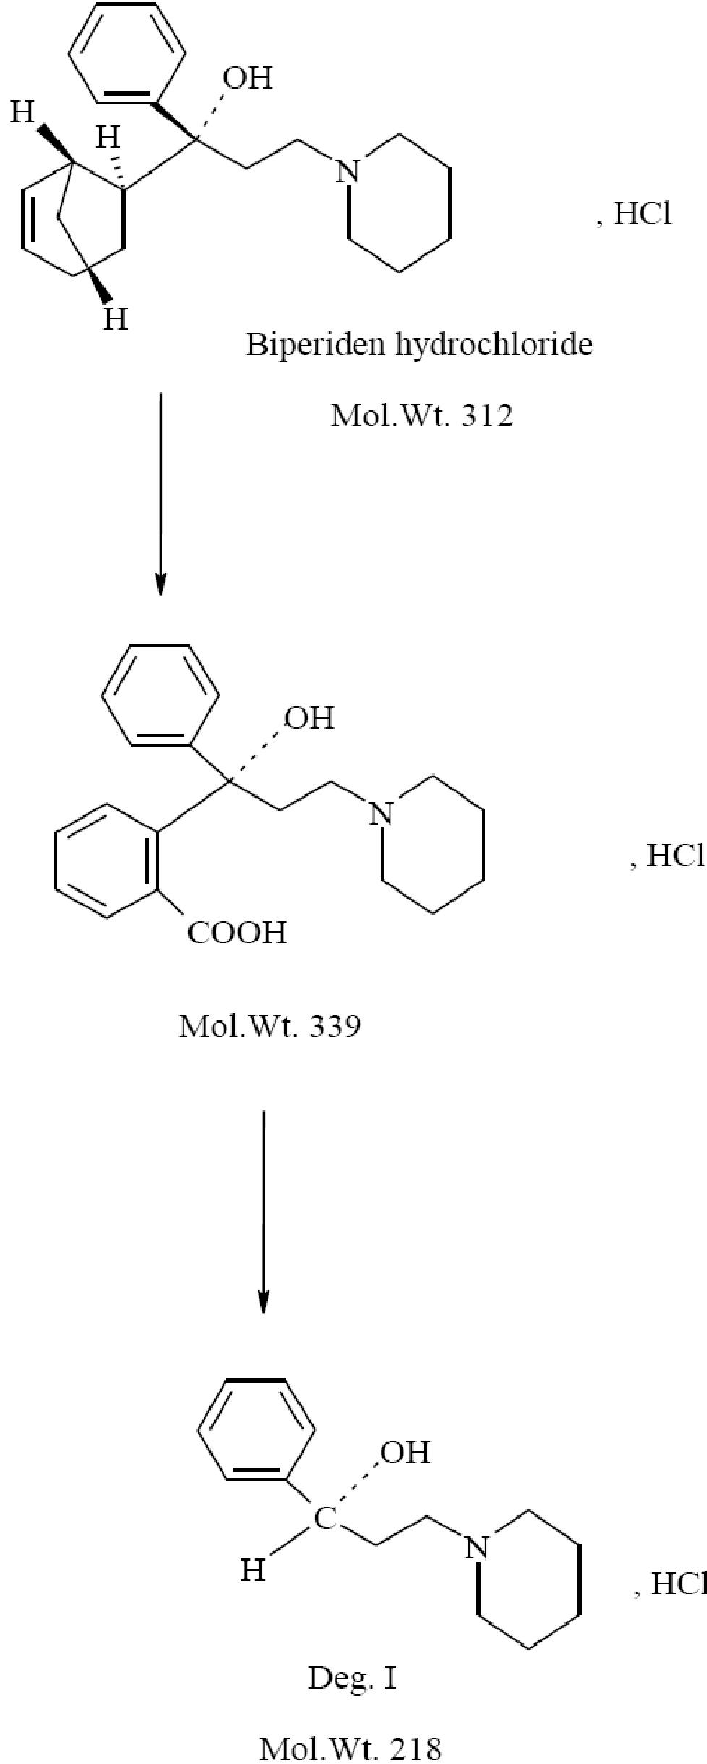 OH
H
H
N
, HCl
H
Biperiden hydrochloride
Mol.Wt. 312
OH
N
, HCl
COOH
Mol.Wt. 339
OH
C
N
H
, HCl
Deg. I
Mol.Wt. 218